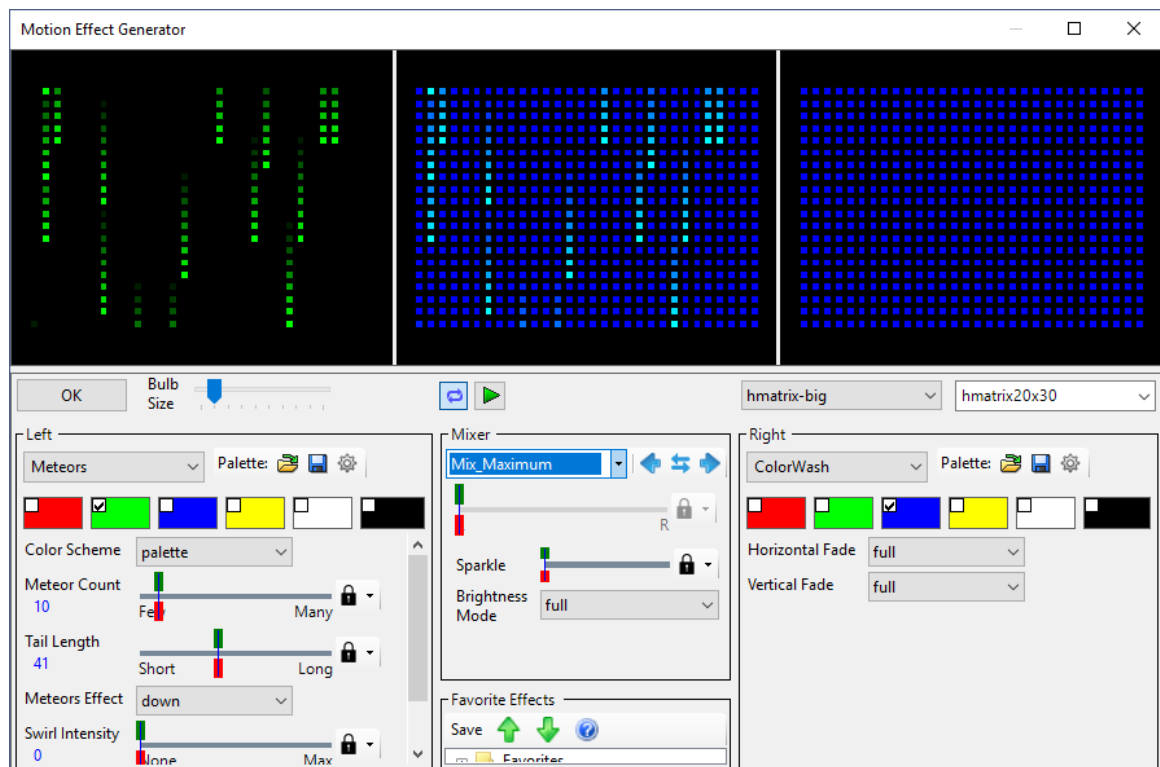 Motion Effect Generator
OK
Bulb
Size
hmatrix-big
hmatrix20x30
Left
Meteors
Palette:
Color Scheme
palette
Meteor Count
10
Few
Many
Tail Length
41
Short
Long
Meteors Effect
down
Swirl Intensity
0
None
Max
Mixer
Mix_Maximum
R
Sparkle
Brightness
Mode
full
Favorite Effects
Save
Favorites
Right
ColorWash
Palette:
Horizontal Fade
full
Vertical Fade
full